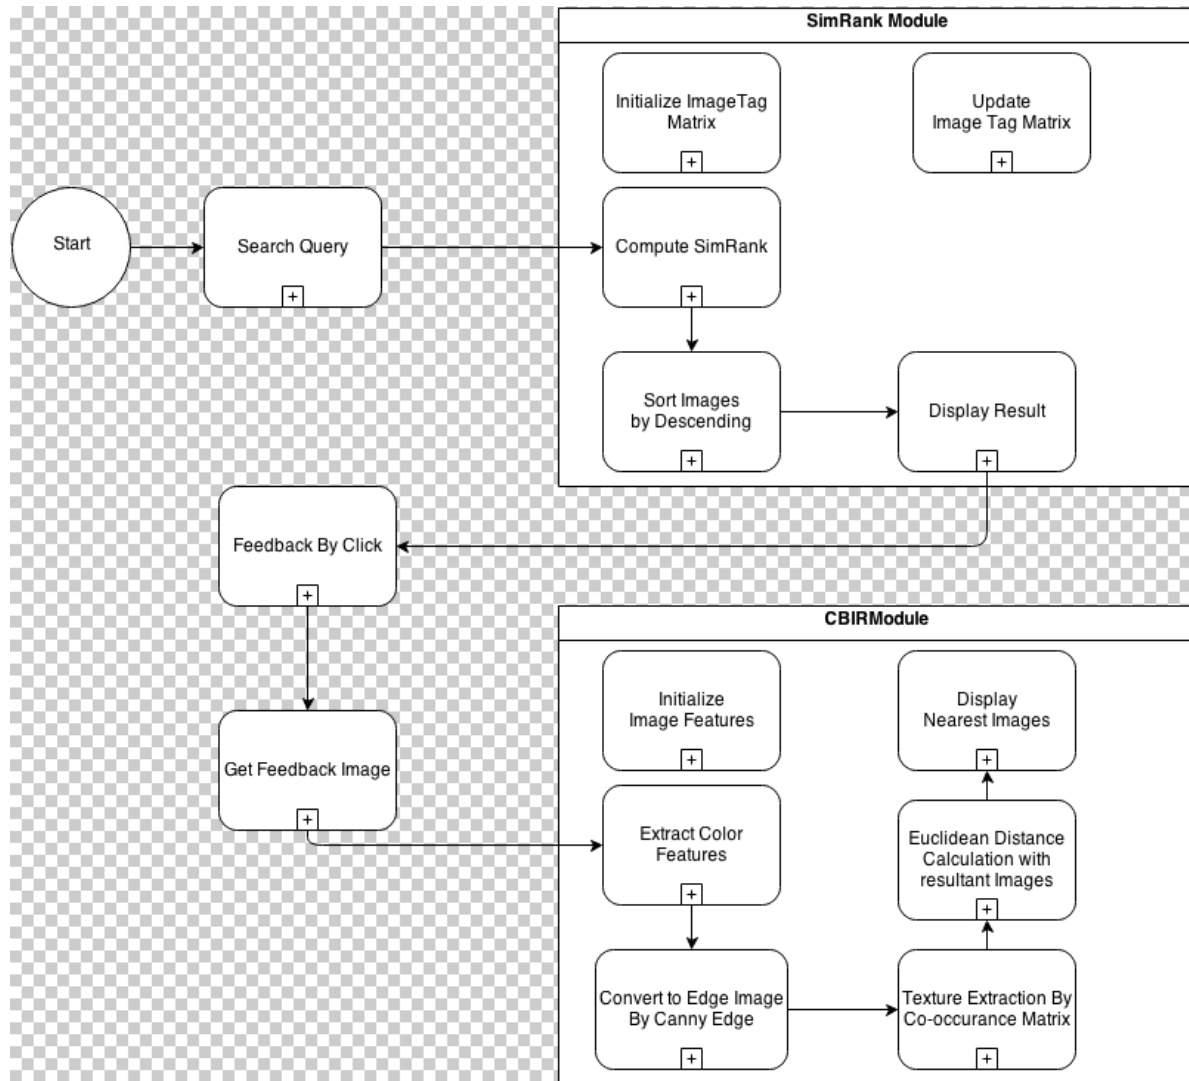 SimRank Module
Initialize ImageTag
Matrix
+
Update
Image Tag Matrix
+
Start
Search Query
+
Compute SimRank
+
Sort Images
by Descending
+
Display Result
+
Feedback By Click
+
Get Feedback Image
+
CBIRModule
Initialize
Image Features
+
Display
Nearest Images
+
Extract Color
Features
+
Euclidean Distance
Calculation with
resultant Images
+
Convert to Edge Image
By Canny Edge
+
Texture Extraction By
Co-occurance Matrix
+